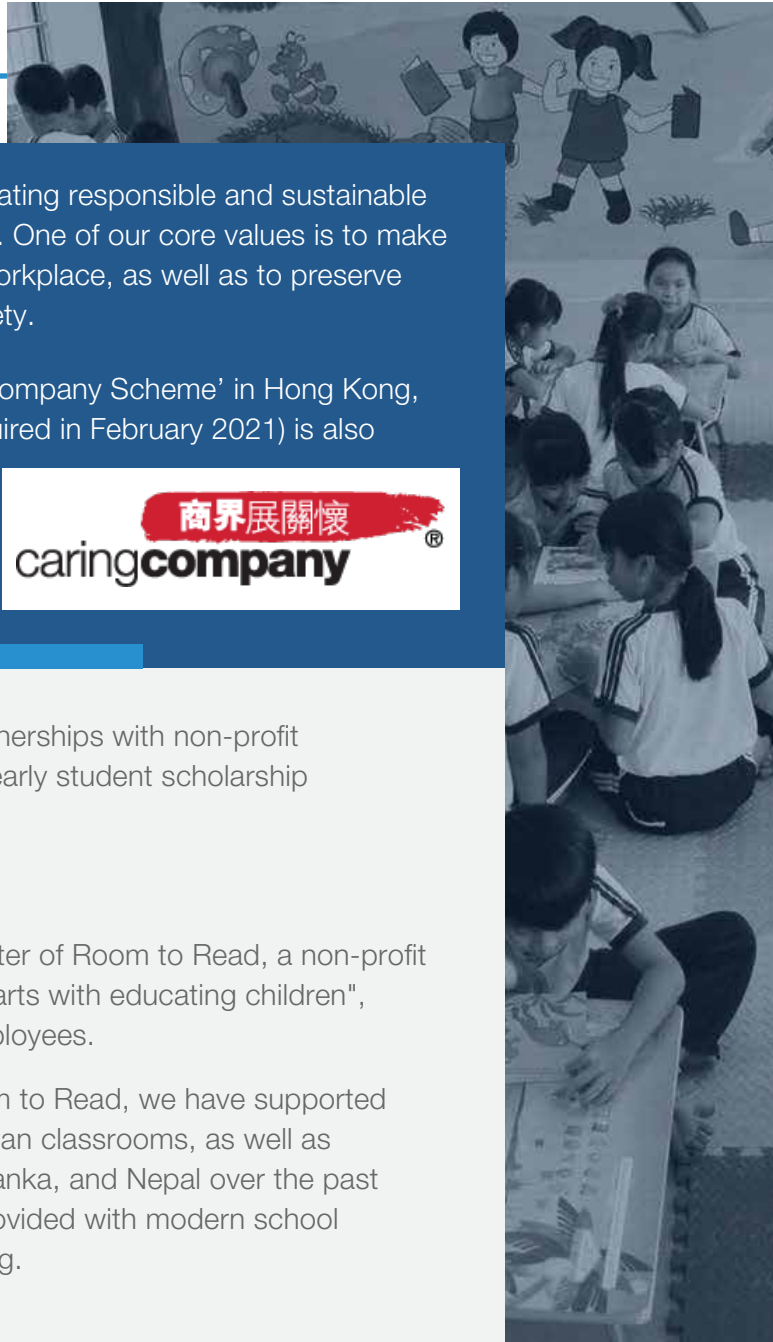 ating responsible and sustainable
. One of our core values is to make
orkplace, as well as to preserve
ety.
ompany Scheme’ in Hong Kong,
uired in February 2021) is also
商界展關懷
caringcompany®
nerships with non-profit
early student scholarship
ter of Room to Read, a non-profit
arts with educating children",
ployees.
m to Read, we have supported
an classrooms, as well as
anka, and Nepal over the past
ovided with modern school
g.